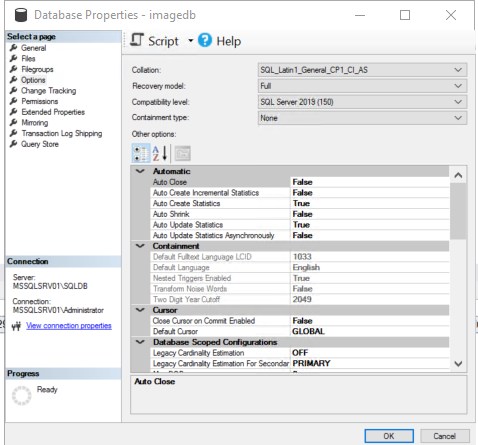 Database Properties - imagedb
Select a page
General
Files
Filegroups
Options
Change Tracking
Permissions
Extended Properties
Mirroring
Transaction Log Shipping
Query Store
Connection
Server:
MSSQLSRV01\SQLDB
Connection:
MSSQLSRV01\Administrator
View connection properties
Progress
Ready
Script Help
Collation: SQL_Latin1_General_CP1_CI_AS
Recovery model: Full
Compatibility level: SQL Server 2019 (150)
Containment type: None
Other options:
Automatic
Auto Close False
Auto Create Incremental Statistics False
Auto Create Statistics True
Auto Shrink False
Auto Update Statistics True
Auto Update Statistics Asynchronously False
Containment
Default Fulltext Language LCID 1033
Default Language English
Nested Triggers Enabled True
Transform Noise Words False
Two Digit Year Cutoff 2049
Cursor
Close Cursor on Commit Enabled False
Default Cursor GLOBAL
Database Scoped Configurations
Legacy Cardinality Estimation OFF
Legacy Cardinality Estimation For Secondar PRIMARY
Auto Close
OK Cancel